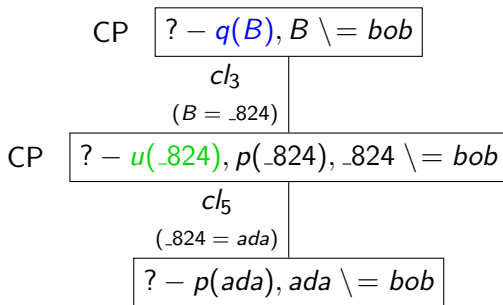 CP ? − q(B), B \= bob
cl3
(B = _824)
CP ? − u(_824), p(_824), _824 \= bob
cl5
(_824 = ada)
? − p(ada), ada \= bob